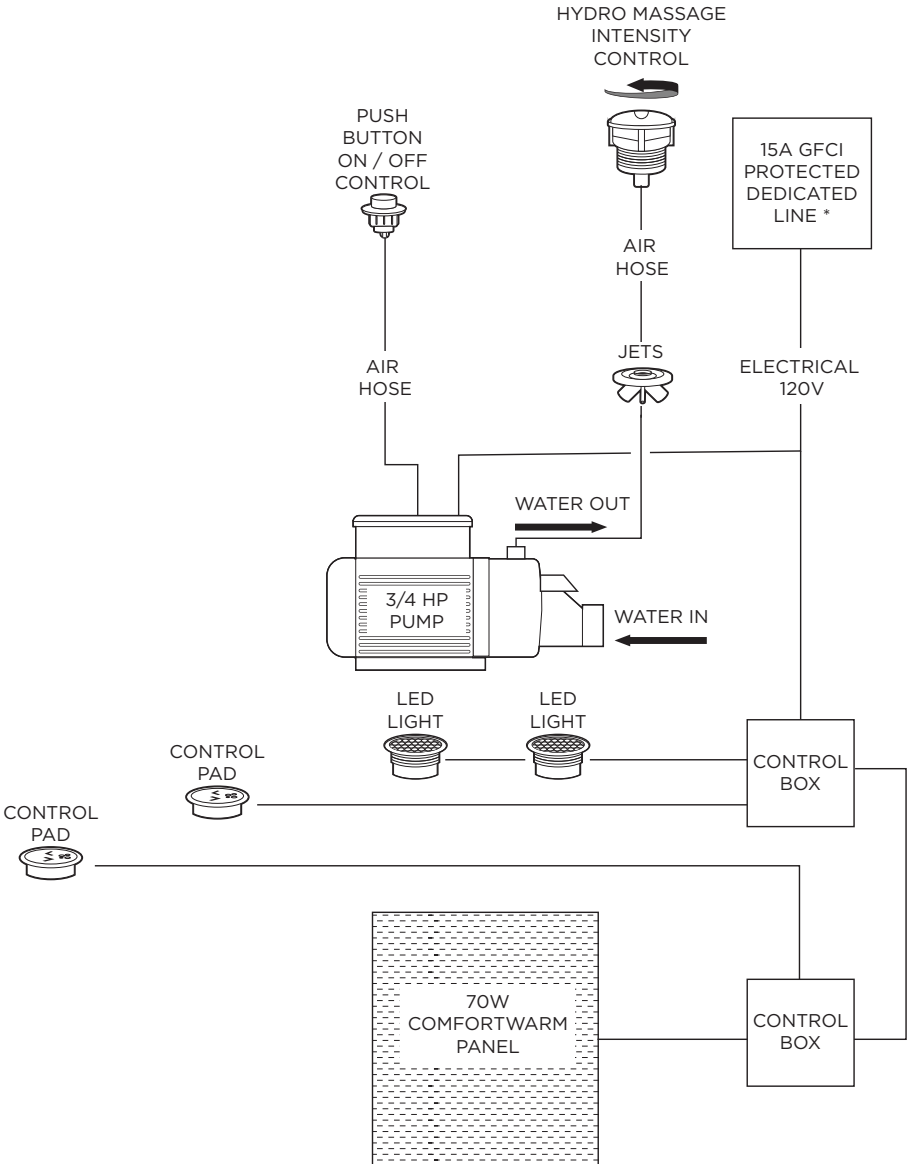 HYDRO MASSAGE
INTENSITY
CONTROL
PUSH
BUTTON
ON / OFF
CONTROL
15A GFCI
PROTECTED
DEDICATED
LINE *
AIR
HOSE
JETS
AIR
HOSE
ELECTRICAL
120V
WATER OUT
3/4 HP
PUMP
WATER IN
LED
LIGHT
LED
LIGHT
CONTROL
PAD
CONTROL
BOX
CONTROL
PAD
70W
COMFORTWARM
PANEL
CONTROL
BOX